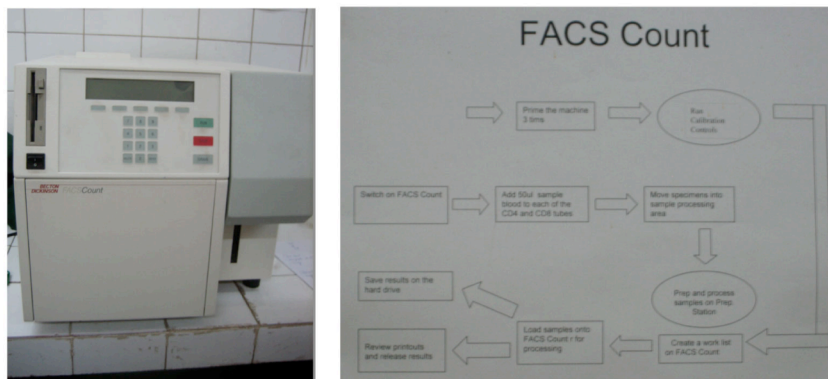 BECTON
DICKINSON FACSCount
FACS Count
Prime the machine
3 tims
Run
Calibration
Controls
Switch on FACS Count
Add 50ul sample
blood to each of the
CD4 and CD8 tubes
Move specimens into
sample processing
area
Save results on the
hard drive
Prep and process
samples on Prep
Station
Review printouts
and release results
Load samples onto
FACS Count r for
processing
Create a work list
on FACS Count